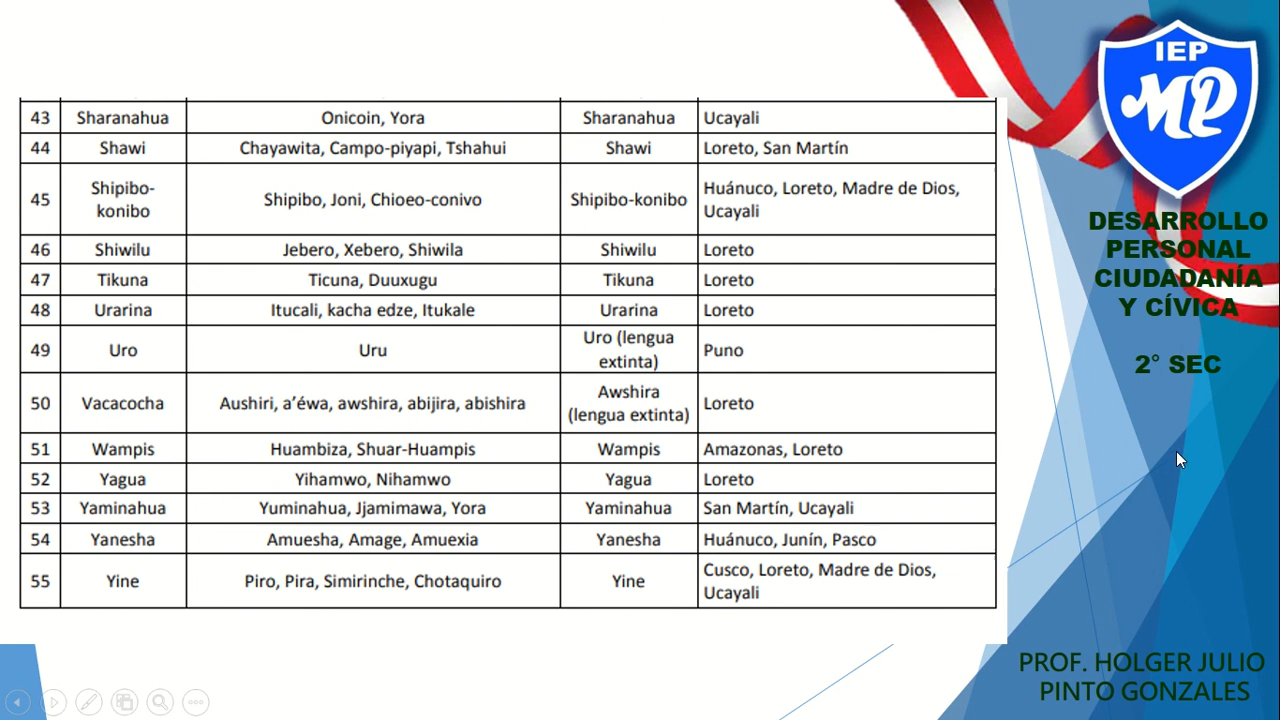 43 Sharanahua Onicoin, Yora Sharanahua Ucayali
44 Shawi Chayawita, Campo-piyapi, Tshahui Shawi Loreto, San Martín
45 Shipibo-konibo Shipibo, Joni, Chioeo-conivo Shipibo-konibo Huánuco, Loreto, Madre de Dios, Ucayali
46 Shiwilu Jebero, Xebero, Shiwila Shiwilu Loreto
47 Tikuna Ticuna, Duuxugu Tikuna Loreto
48 Urarina Itucali, kacha edze, Itukale Urarina Loreto
49 Uro Uru Uro (lengua extinta) Puno
50 Vacacocha Aushiri, a’éwa, awshira, abijira, abishira Awshira (lengua extinta) Loreto
51 Wampis Huambiza, Shuar-Huampis Wampis Amazonas, Loreto
52 Yagua Yihamwo, Nihamwo Yagua Loreto
53 Yaminahua Yuminahua, Jjamimawa, Yora Yaminahua San Martín, Ucayali
54 Yanesha Amuesha, Amage, Amuexia Yanesha Huánuco, Junín, Pasco
55 Yine Piro, Pira, Simirinche, Chotaquiro Yine Cusco, Loreto, Madre de Dios, Ucayali
IEP
MP
DESARROLLO
PERSONAL
CIUDADANÍA
Y CÍVICA
2° SEC
PROF. HOLGER JULIO
PINTO GONZALES